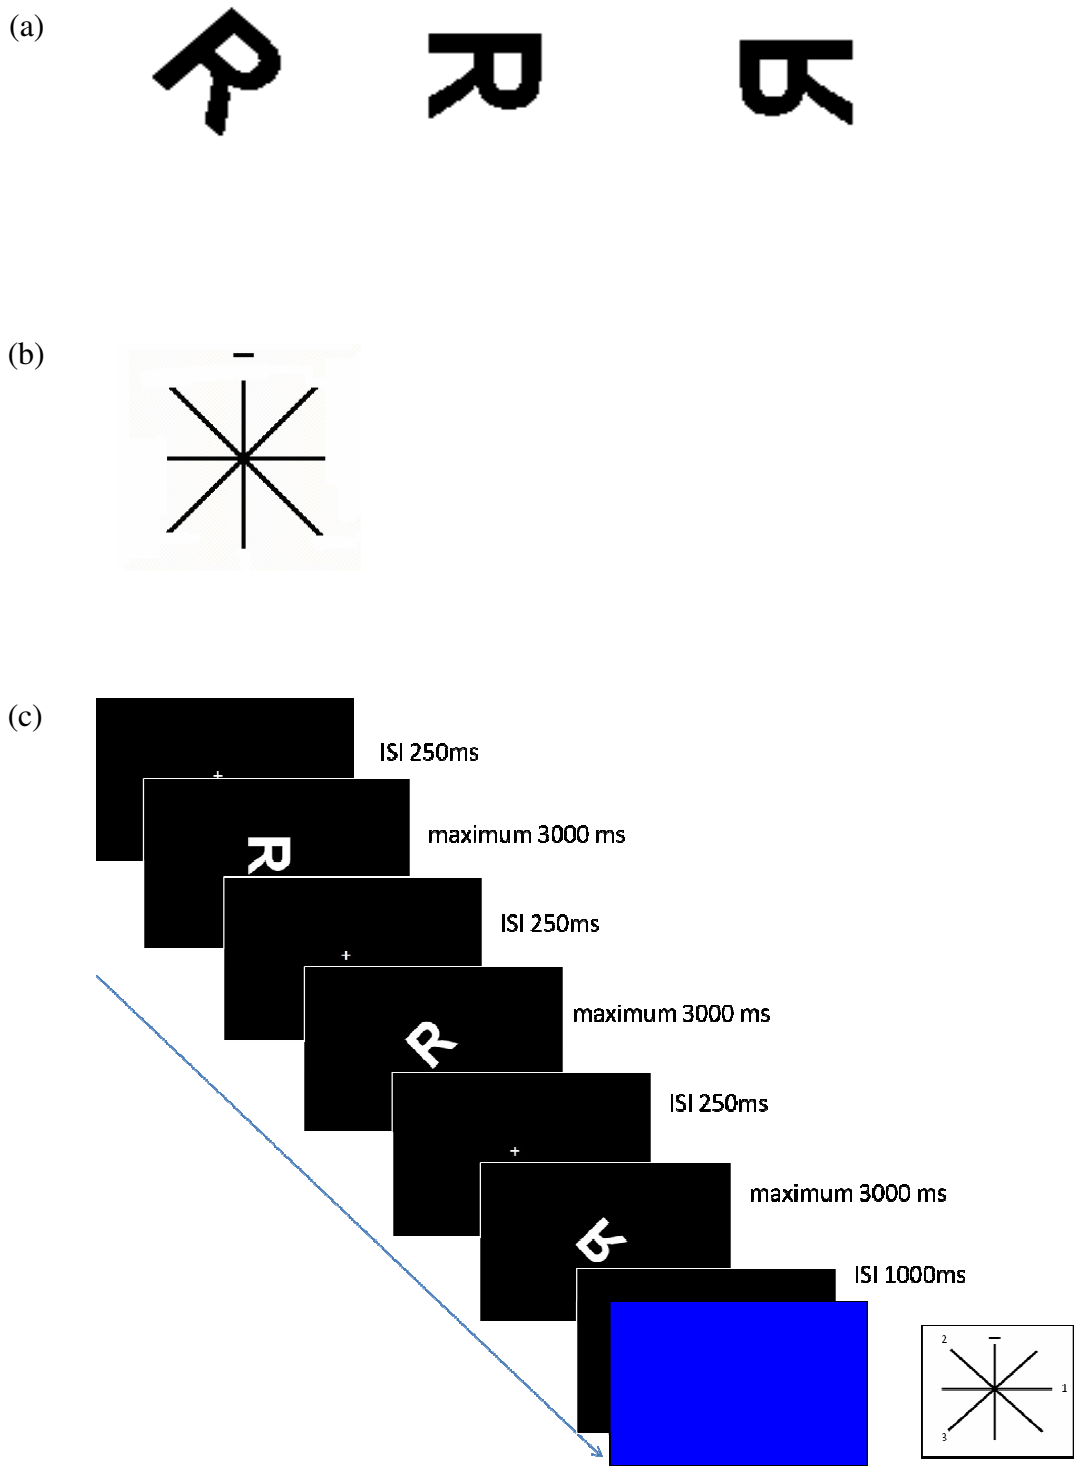 (a)
R R R
(b)
(c)
ISI 250ms
R
maximum 3000 ms
ISI 250ms
R
maximum 3000 ms
ISI 250ms
R
maximum 3000 ms
ISI 1000ms
2
1
3